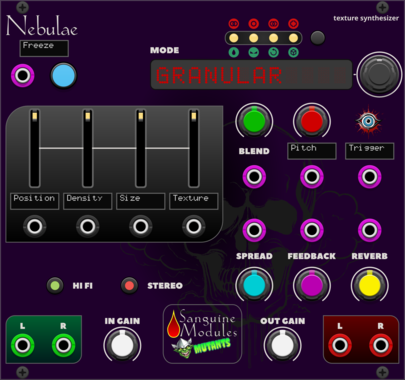 Nebulae
texture synthesizer
Freeze
MODE
GRANULAR
BLEND
Pitch
Trigger
Position
Density
Size
Texture
SPREAD
FEEDBACK
REVERB
HI FI
STEREO
L
R
IN GAIN
Sanguine
Modules
MUTANTS
OUT GAIN
L
R